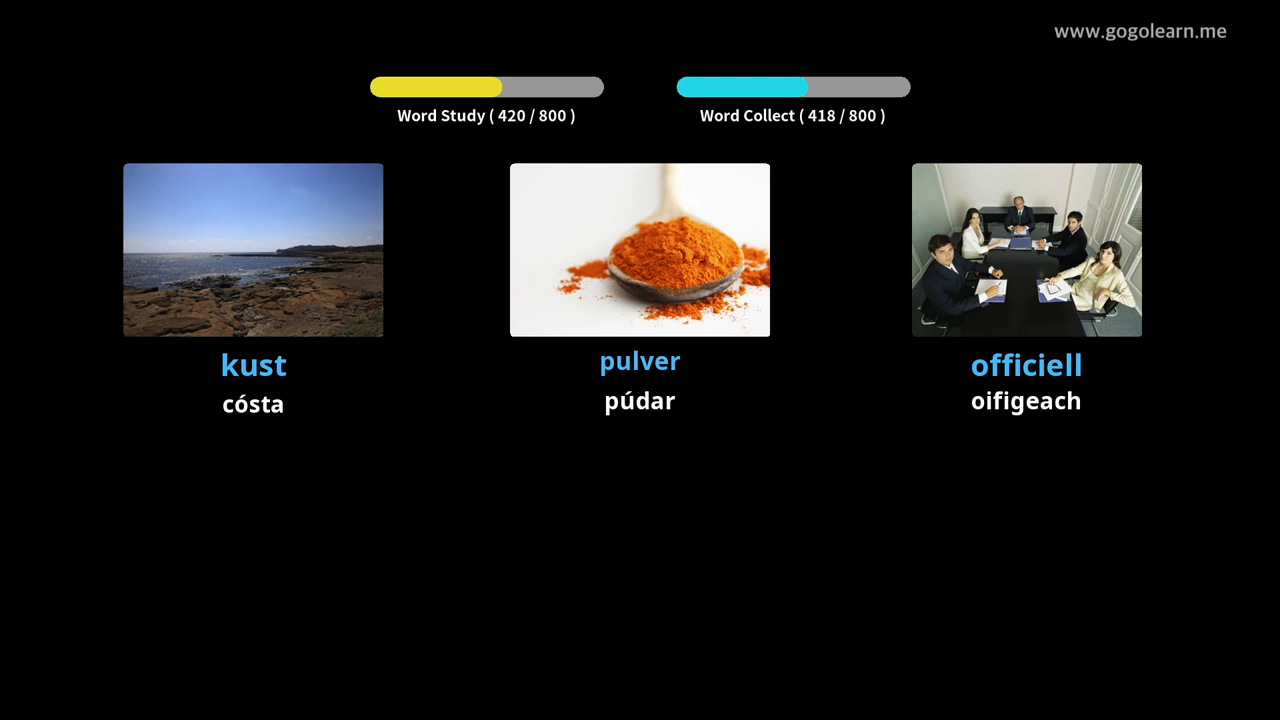 www.gogolearn.me
Word Study ( 420 / 800 )
Word Collect ( 418 / 800 )
kust
cósta
pulver
púdar
officiell
oifigeach